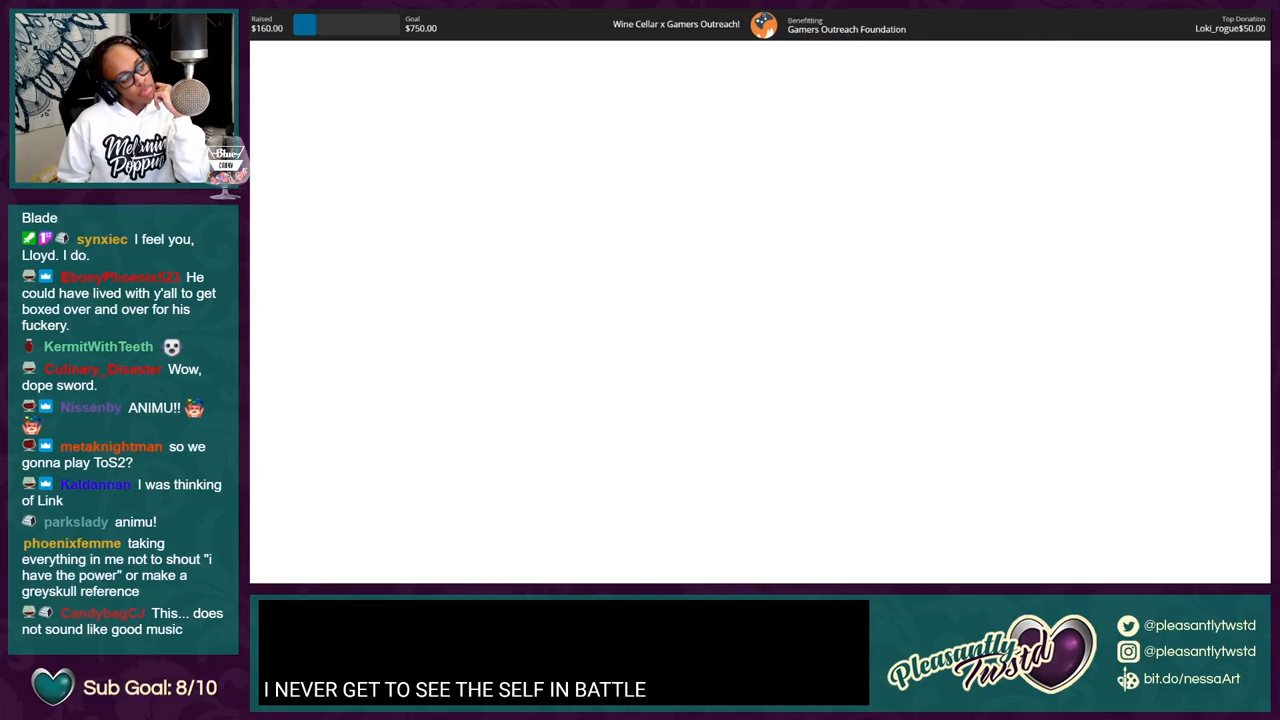 Raised
$160.00
Goal
$750.00
Wine Cellar x Gamers Outreach!
Benefitting
Gamers Outreach Foundation
Top Donation
Loki_rogue$50.00
Melanin
Poppin
Blue
CREW
Blade
synxiec I feel you,
Lloyd. I do.
EbonyPhoenix523 He
could have lived with y'all to get
boxed over and over for his
fuckery.
KermitWithTeeth
Culinary_Disaster Wow,
dope sword.
Nissenby ANIMU!!
metaknightman so we
gonna play ToS2?
Kaldannan I was thinking
of Link
parkslady animu!
phoenixfemme taking
everything in me not to shout "i
have the power" or make a
greyskull reference
CandybagCJ This... does
not sound like good music
Sub Goal: 8/10
I NEVER GET TO SEE THE SELF IN BATTLE
Pleasantly
Twstd
@pleasantlytwstd
@pleasantlytwstd
bit.do/nessaArt